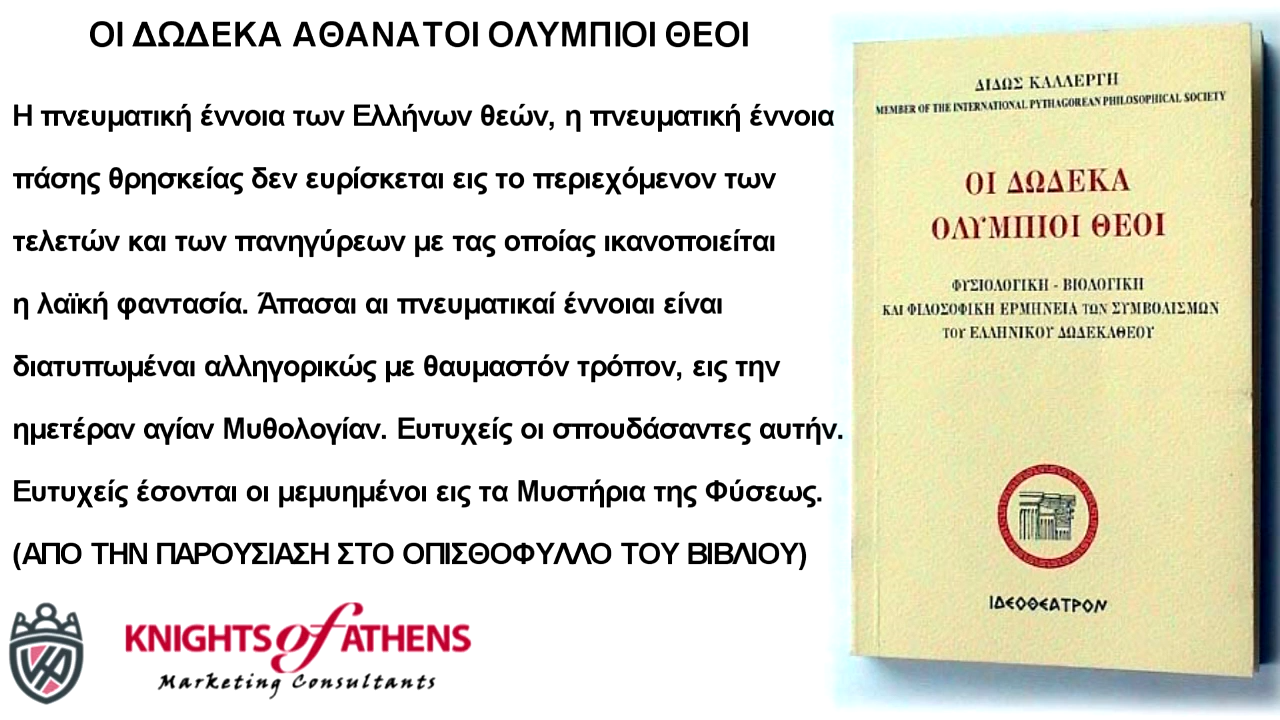 ΟΙ ΔΩΔΕΚΑ ΑΘΑΝΑΤΟΙ ΟΛΥΜΠΙΟΙ ΘΕΟΙ
Η πνευματική έννοια των Ελλήνων θεών, η πνευματική έννοια
πάσης θρησκείας δεν ευρίσκεται εις το περιεχόμενον των
τελετών και των πανηγύρεων με τας οποίας ικανοποιείται
η λαϊκή φαντασία. Άπασαι αι πνευματικαί έννοιαι είναι
διατυπωμέναι αλληγορικώς με θαυμαστόν τρόπον, εις την
ημετέραν αγίαν Μυθολογίαν. Ευτυχείς οι σπουδάσαντες αυτήν.
Ευτυχείς έσονται οι μεμυημένοι εις τα Μυστήρια της Φύσεως.
(ΑΠΟ ΤΗΝ ΠΑΡΟΥΣΙΑΣΗ ΣΤΟ ΟΠΙΣΘΟΦΥΛΛΟ ΤΟΥ ΒΙΒΛΙΟΥ)
KNIGHTS of ATHENS
Marketing Consultants
ΔΙΔΩΣ ΚΑΛΛΕΡΓΗ
MEMBER OF THE INTERNATIONAL PYTHAGOREAN PHILOSOPHICAL SOCIETY
ΟΙ ΔΩΔΕΚΑ
ΟΛΥΜΠΙΟΙ ΘΕΟΙ
ΦΥΣΙΟΛΟΓΙΚΗ - ΒΙΟΛΟΓΙΚΗ
ΚΑΙ ΦΙΛΟΣΟΦΙΚΗ ΕΡΜΗΝΕΙΑ ΤΩΝ ΣΥΜΒΟΛΙΣΜΩΝ
ΤΟΥ ΕΛΛΗΝΙΚΟΥ ΔΩΔΕΚΑΘΕΟΥ
ΙΔΕΟΘΕΑΤΡΟΝ